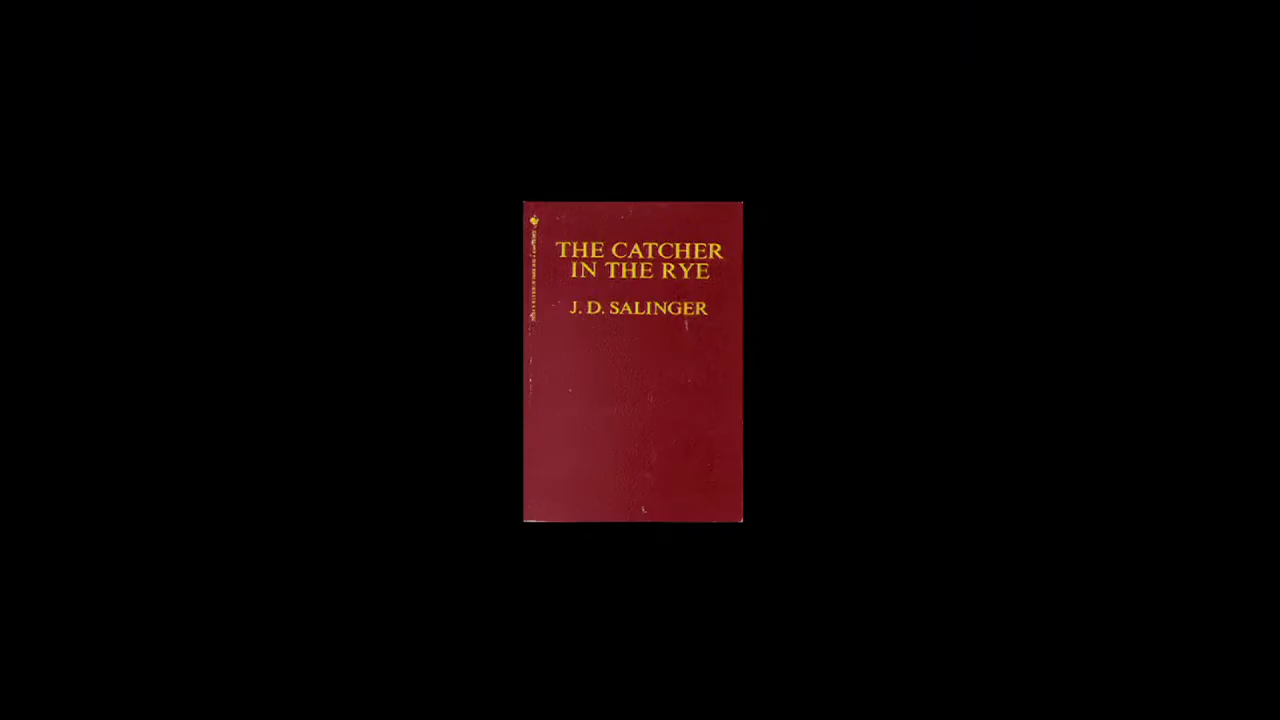 THE CATCHER
IN THE RYE
J. D. SALINGER